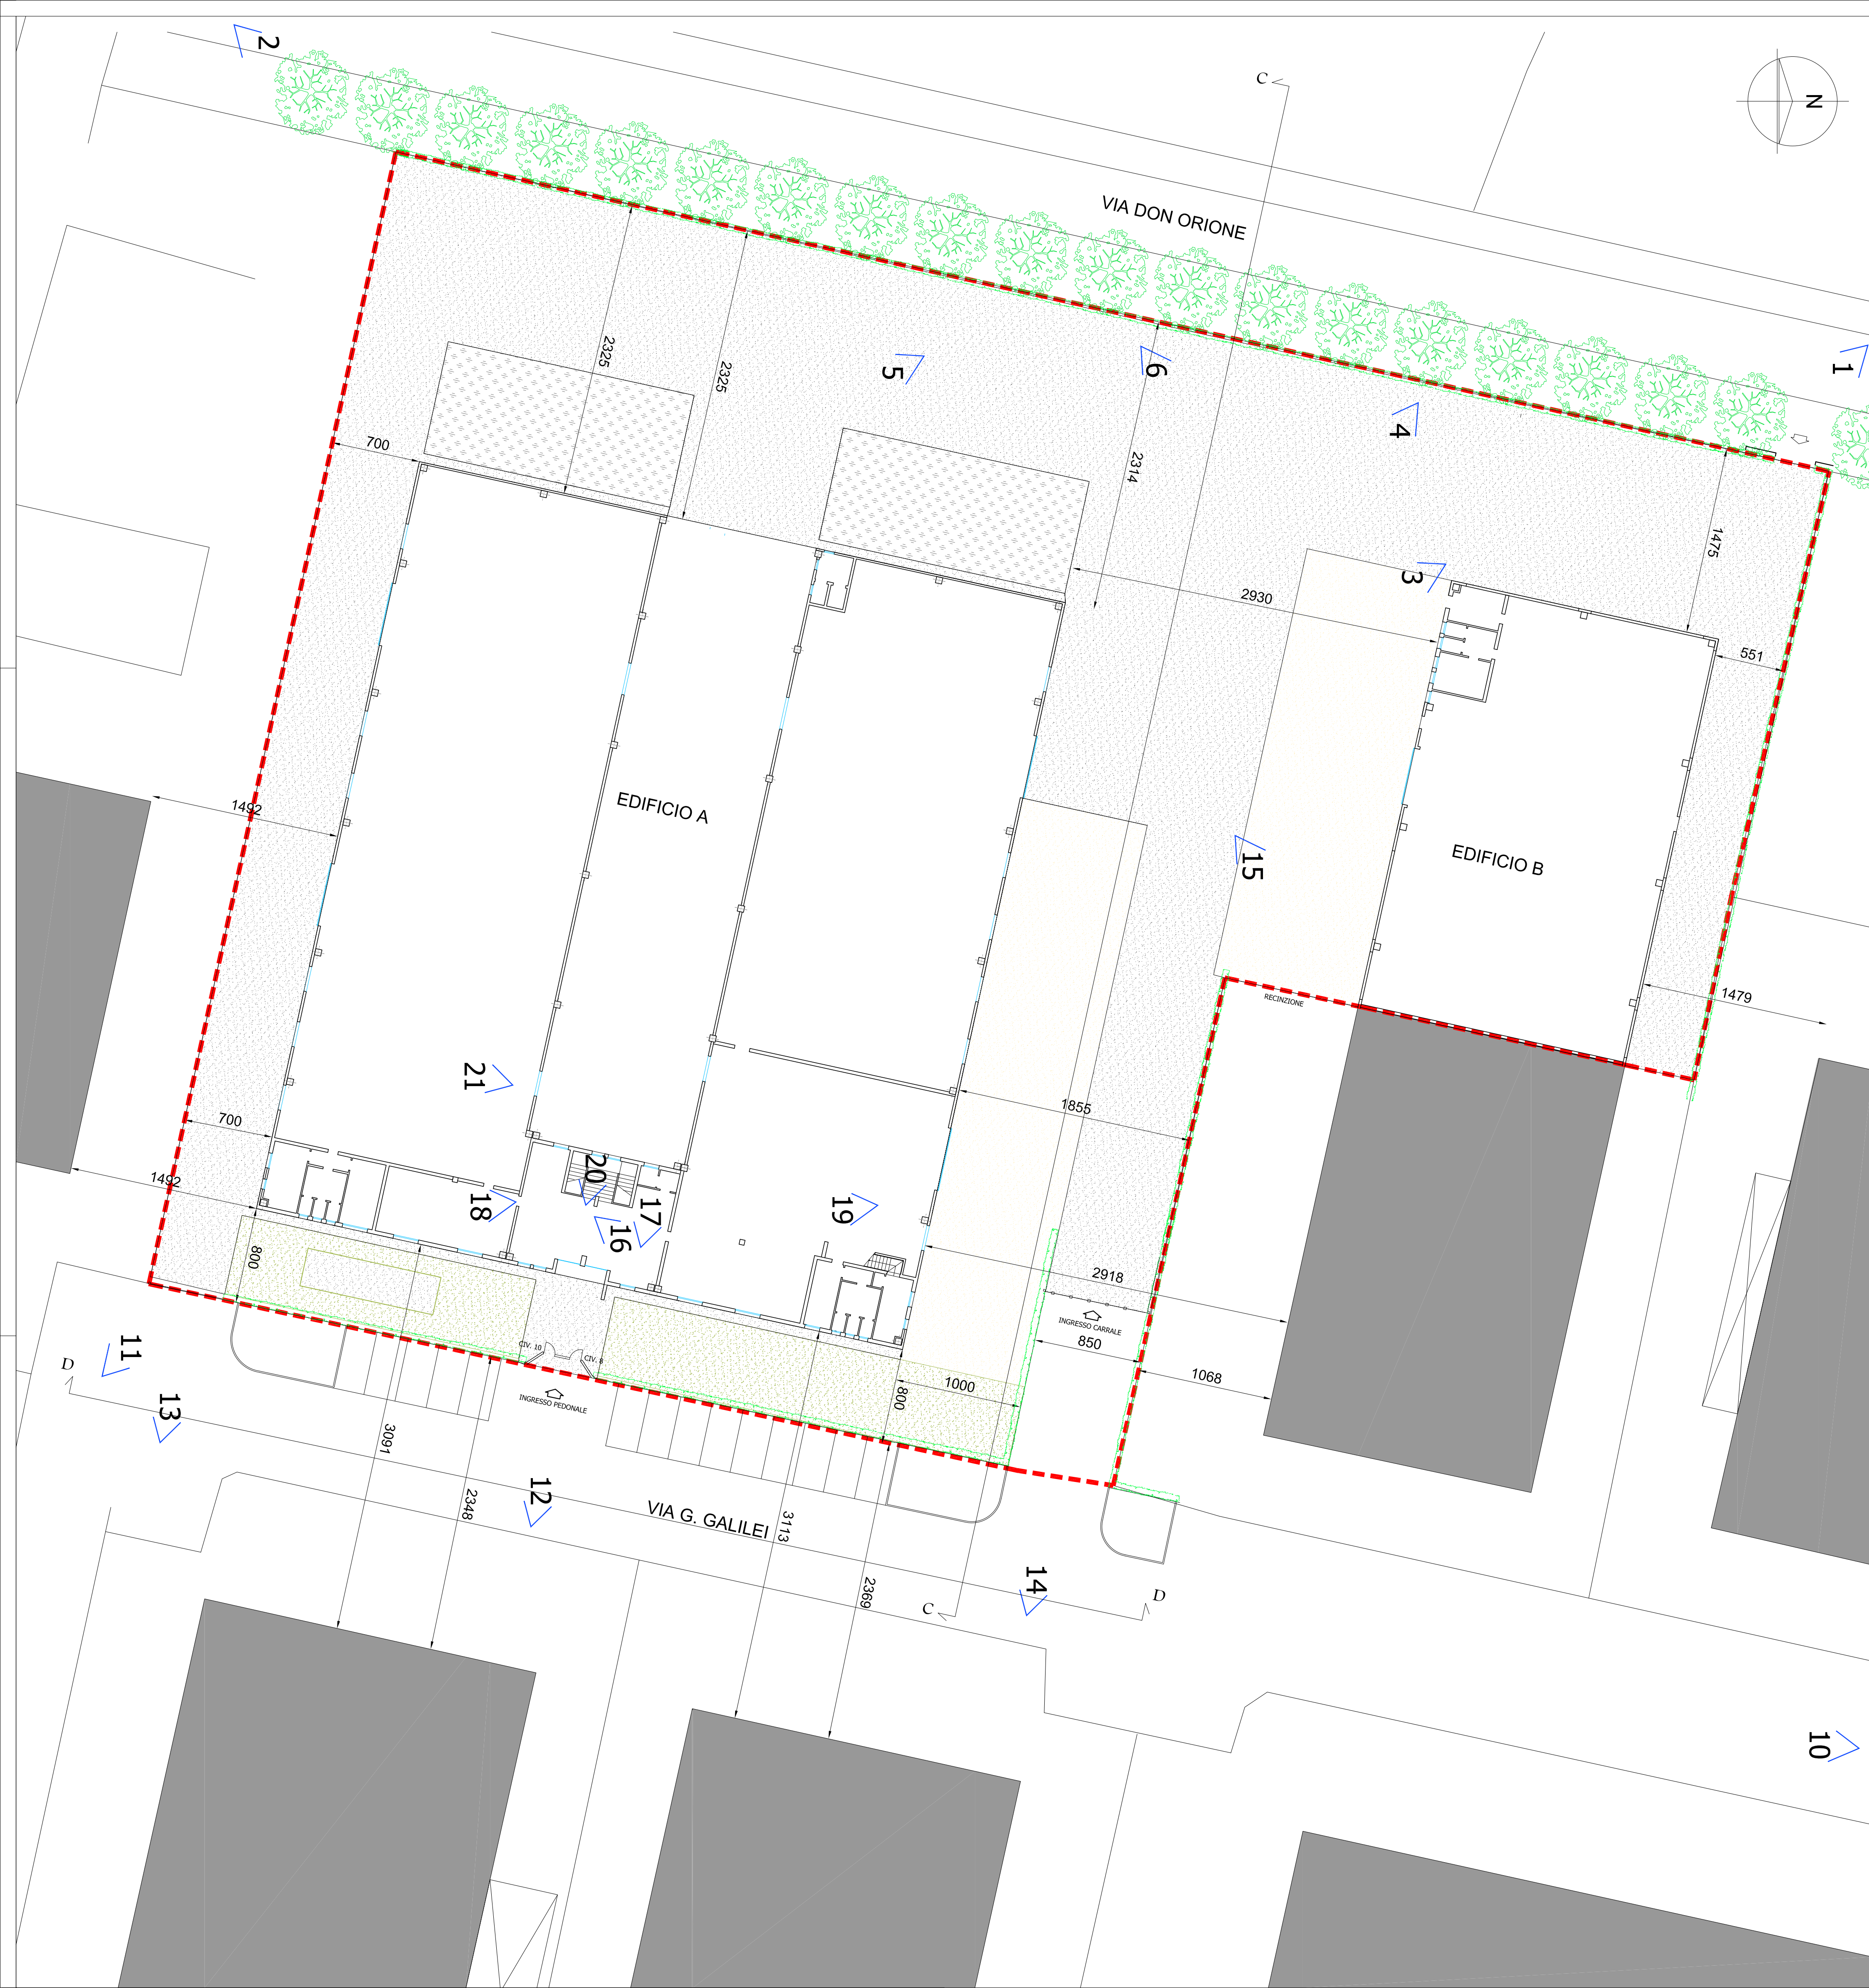 2
C
N
VIA DON ORIONE
1
2325
2325
5
6
4
2314
700
1475
3
2930
551
1492
EDIFICIO A
15
EDIFICIO B
RECINZIONE
1479
21
1855
700
1492
20
18
17
19
16
800
2918
INGRESSO CARRALE
850
11
CIV. 10
CIV. 8
D
1068
1000
800
INGRESSO PEDONALE
13
3091
2348
12
VIA G. GALILEI
3113
2369
14
D
C
10